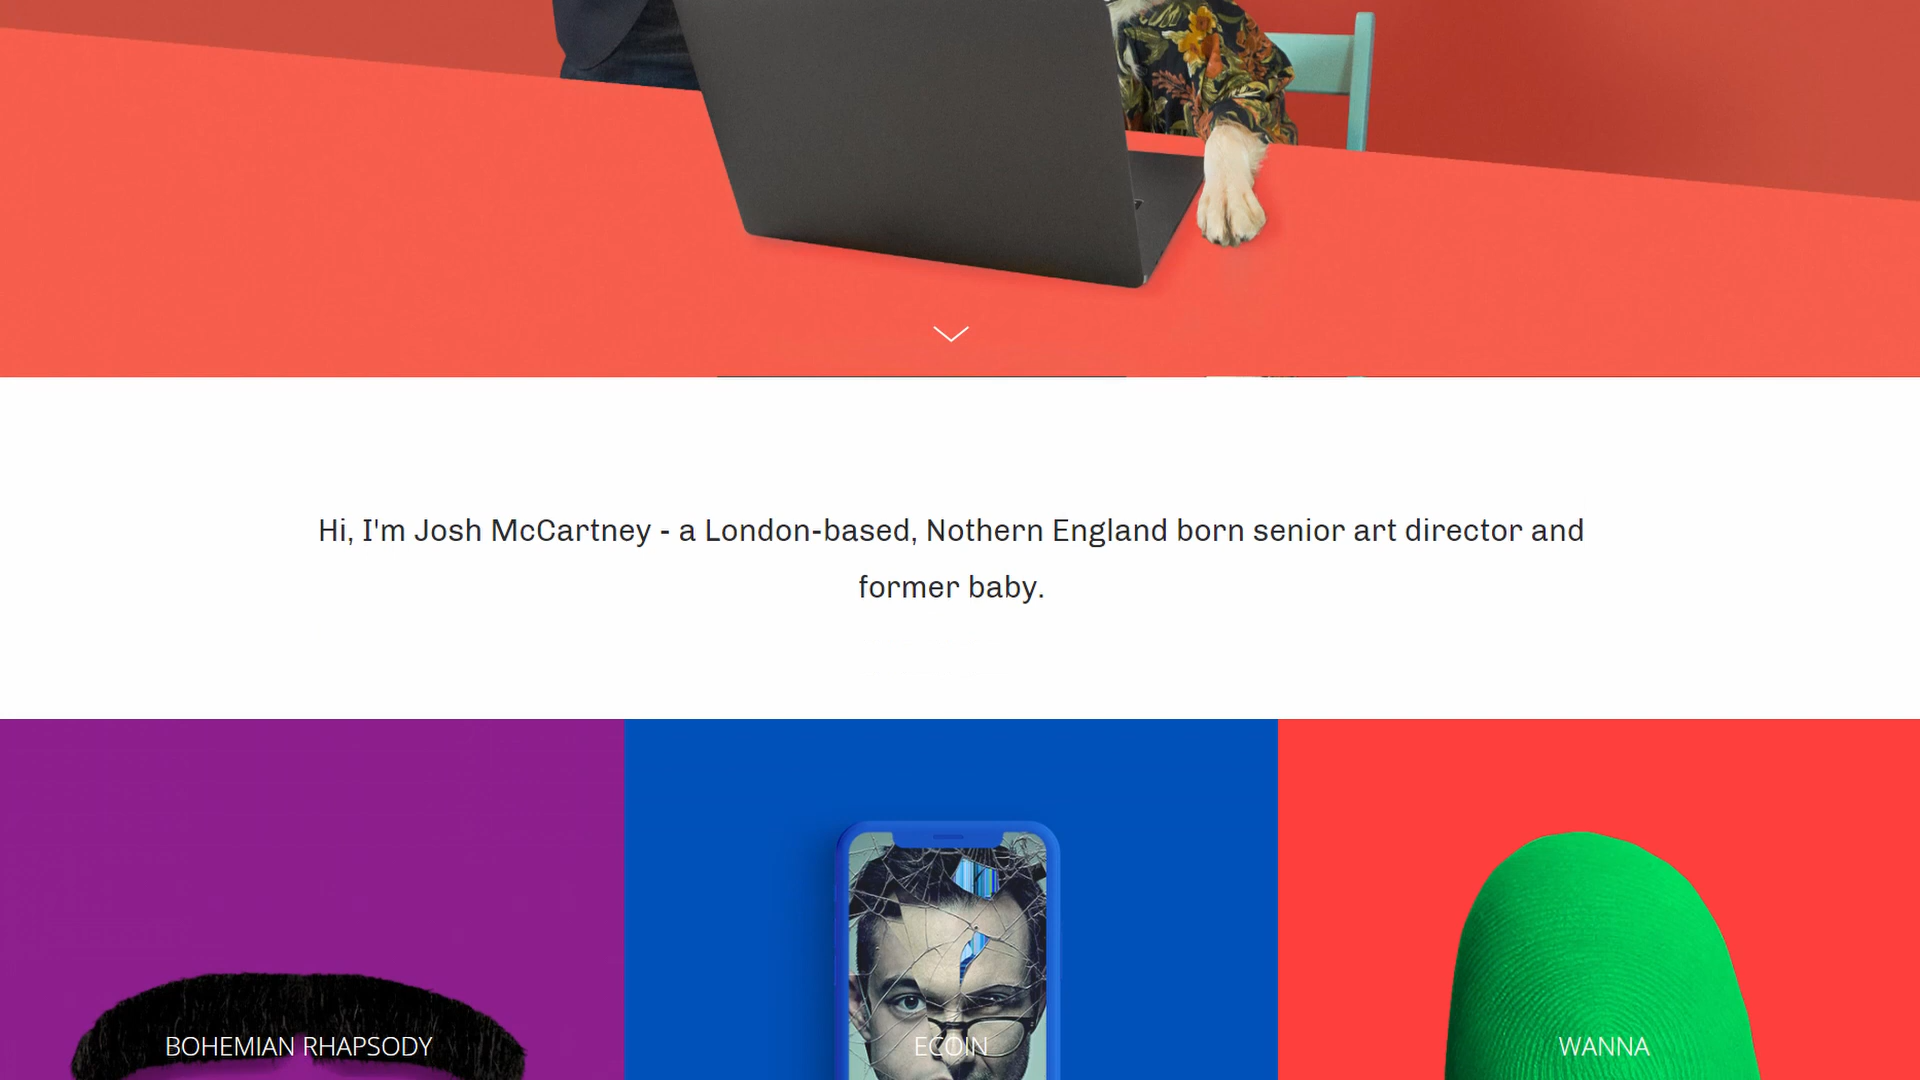 Hi, I'm Josh McCartney - a London-based, Nothern England born senior art director and
former baby.
BOHEMIAN RHAPSODY
ECOIN
WANNA